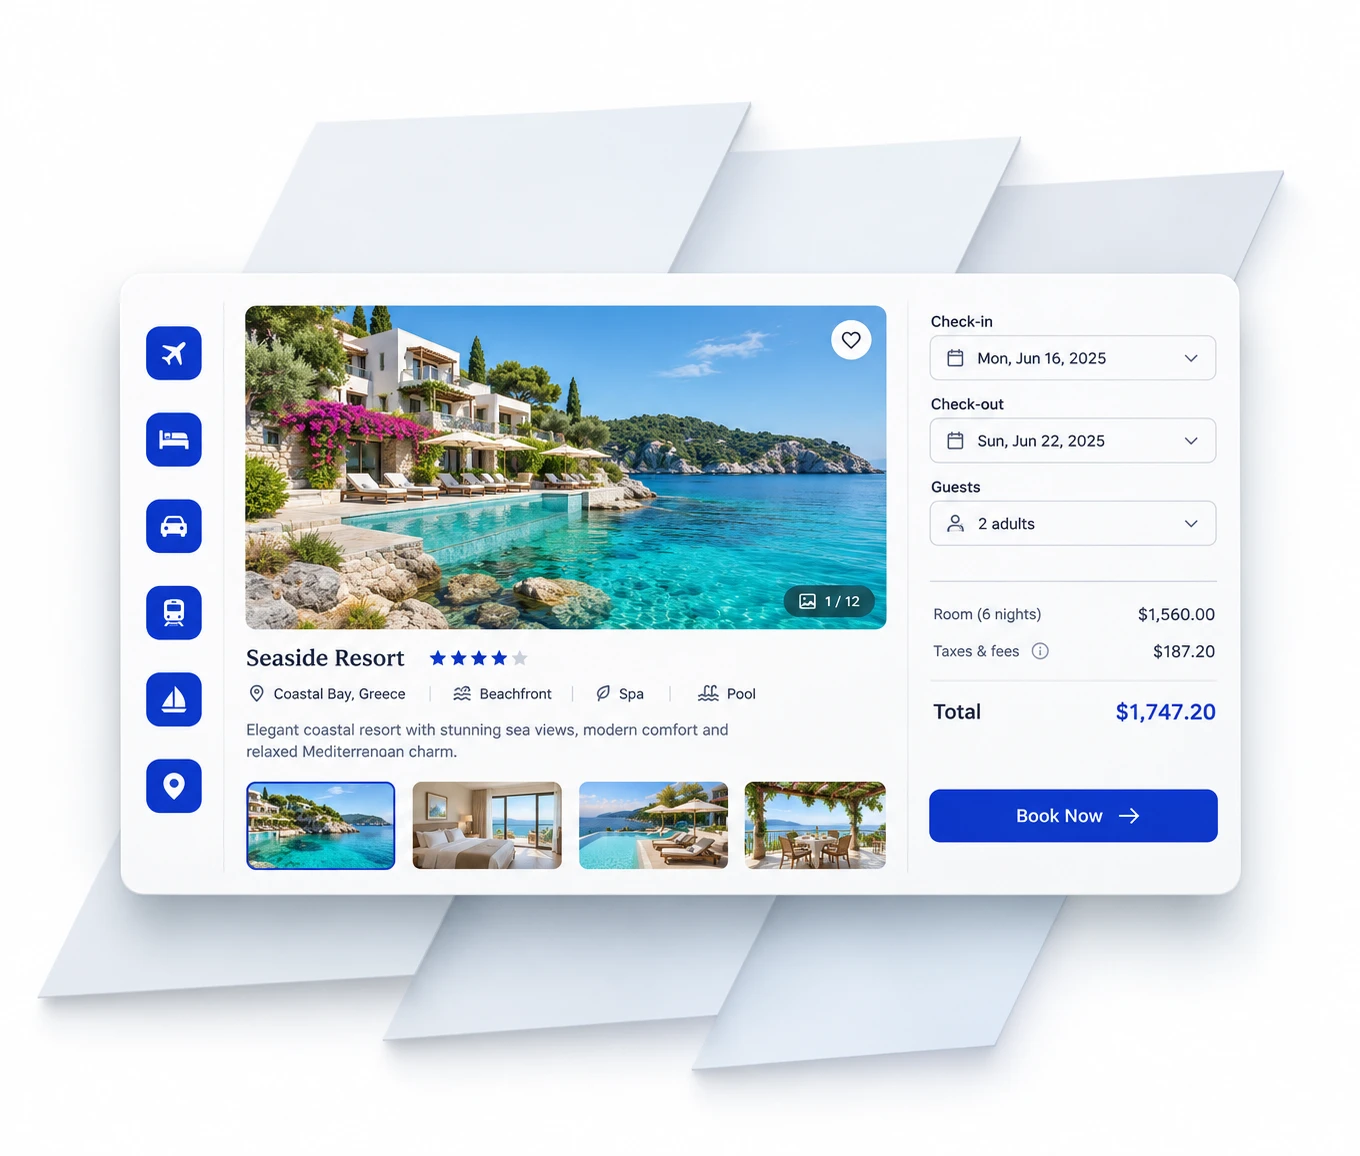 1 / 12
Seaside Resort
Coastal Bay, Greece
Beachfront
Spa
Pool
Elegant coastal resort with stunning sea views, modern comfort and
relaxed Mediterrenoan charm.
Check-in
Mon, Jun 16, 2025
Check-out
Sun, Jun 22, 2025
Guests
2 adults
Room (6 nights) $1,560.00
Taxes & fees $187.20
Total $1,747.20
Book Now